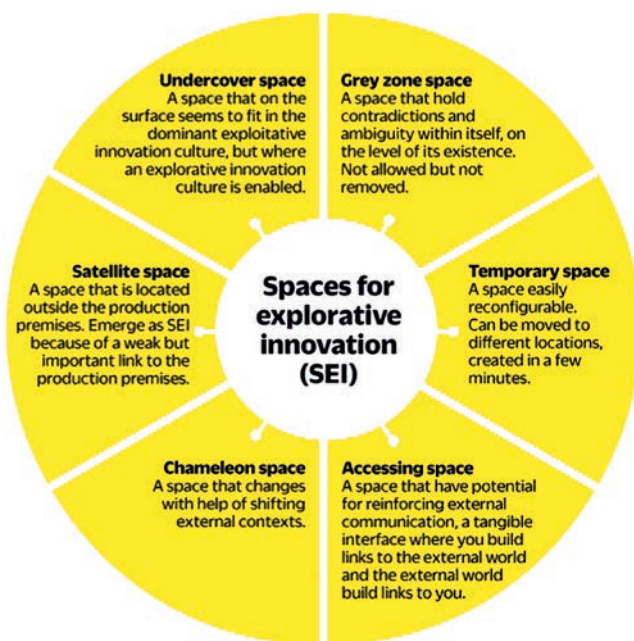 Undercover space
A space that on the
surface seems to fit in the
dominant exploitative
innovation culture, but where
an explorative innovation
culture is enabled.
Grey zone space
A space that hold
contradictions and
ambiguity within itself, on
the level of its existence.
Not allowed but not
removed.
Satellite space
A space that is located
outside the production
premises. Emerge as SEI
because of a weak but
important link to the
production premises.
Spaces for
explorative
innovation
(SEI)
Temporary space
A space easily
reconfigurable.
Can be moved to
different locations,
created in a few
minutes.
Chameleon space
A space that changes
with help of shifting
external contexts.
Accessing space
A space that have potential
for reinforcing external
communication, a tangible
interface where you build
links to the external world
and the external world
build links to you.